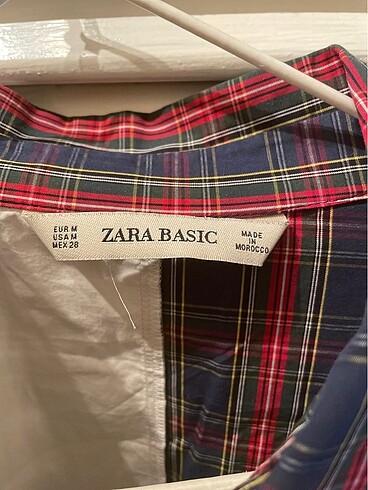 EUR M
USA M
MEX 28
ZARA BASIC
MADE
IN
MOROCCO